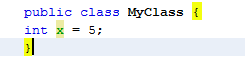 public class MyClass {
int x = 5;
}